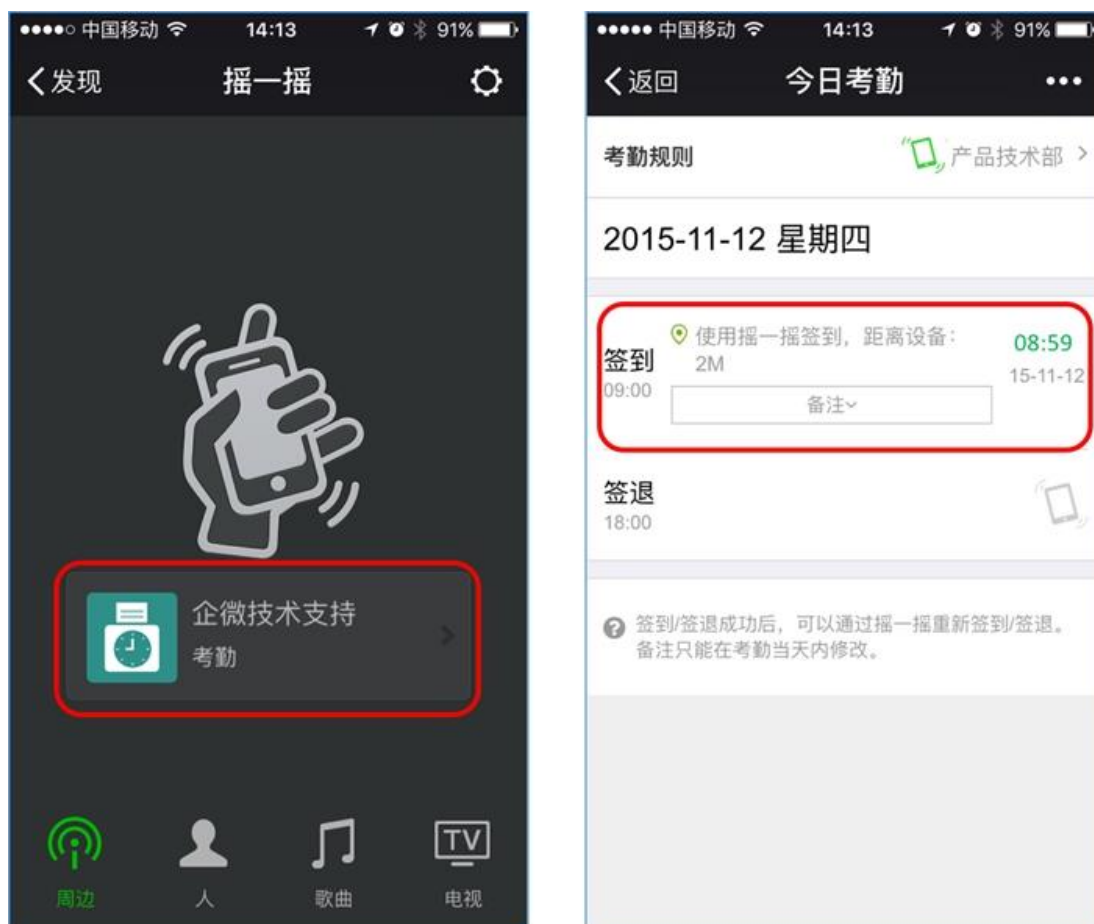 中国移动 14:13 91%
发现 摇一摇
企微技术支持
考勤
周边 人 歌曲 TV 电视
中国移动 14:13 91%
返回 今日考勤
考勤规则 产品技术部
2015-11-12 星期四
签到 使用摇一摇签到，距离设备：
2M
09:00
08:59
15-11-12
备注
签退
18:00
签到/签退成功后，可以通过摇一摇重新签到/签退。
备注只能在考勤当天内修改。